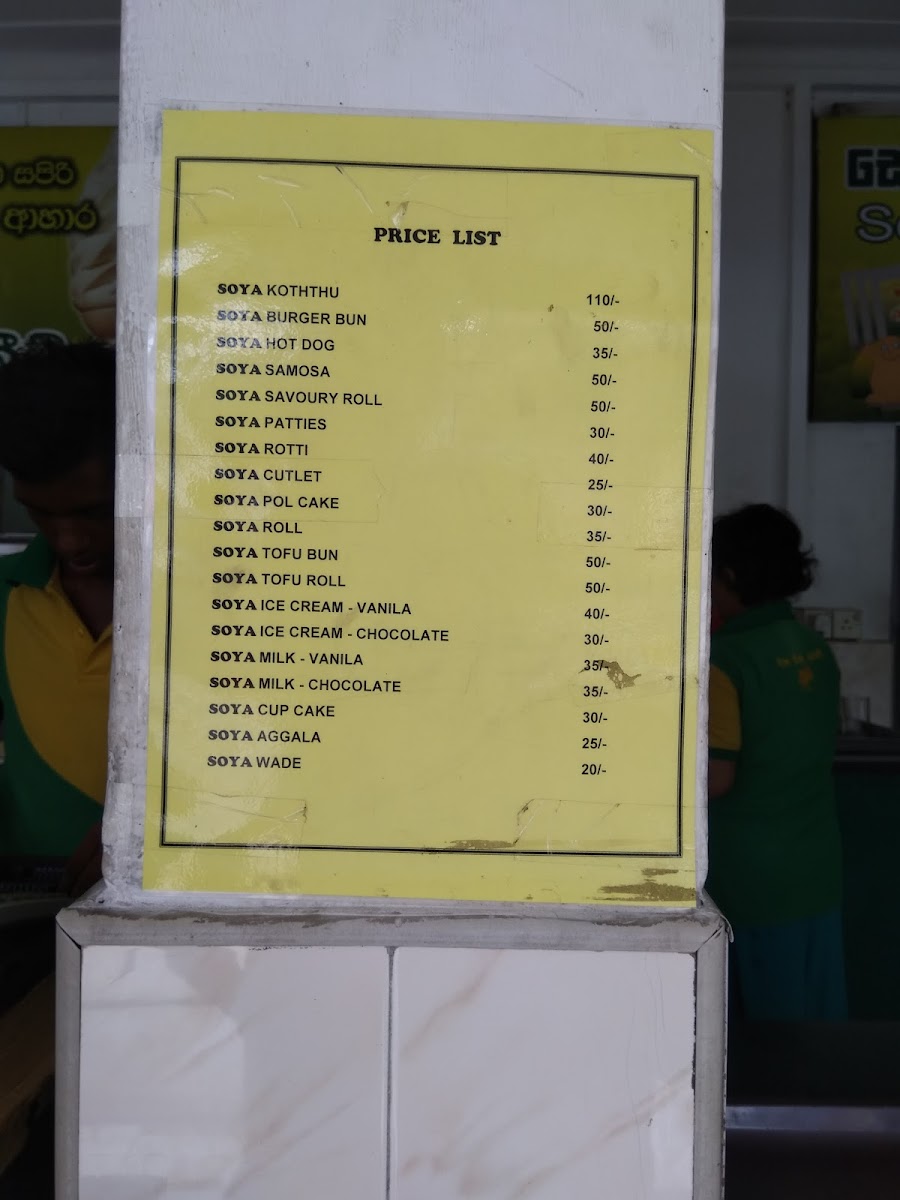 සපිරි
ආහාර
PRICE LIST
SOYA KOTHTHU 110/-
SOYA BURGER BUN 50/-
SOYA HOT DOG 35/-
SOYA SAMOSA 50/-
SOYA SAVOURY ROLL 50/-
SOYA PATTIES 30/-
SOYA ROTTI 40/-
SOYA CUTLET 25/-
SOYA POL CAKE 30/-
SOYA ROLL 35/-
SOYA TOFU BUN 50/-
SOYA TOFU ROLL 50/-
SOYA ICE CREAM - VANILA 40/-
SOYA ICE CREAM - CHOCOLATE 30/-
SOYA MILK - VANILA 35/-
SOYA MILK - CHOCOLATE 35/-
SOYA CUP CAKE 30/-
SOYA AGGALA 25/-
SOYA WADE 20/-